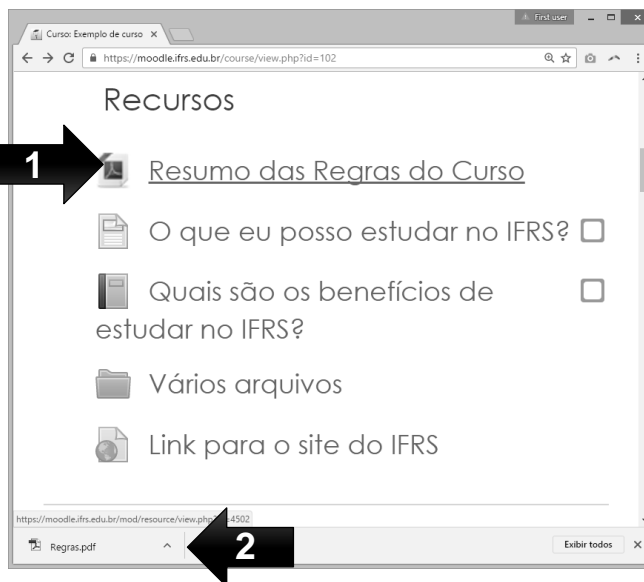 First user
Curso: Exemplo de curso
https://moodle.ifrs.edu.br/course/view.php?id=102
Recursos
1
Resumo das Regras do Curso
O que eu posso estudar no IFRS?
Quais são os benefícios de
estudar no IFRS?
Vários arquivos
Link para o site do IFRS
https://moodle.ifrs.edu.br/mod/resource/view.php 4502
Regras.pdf
2
Exibir todos